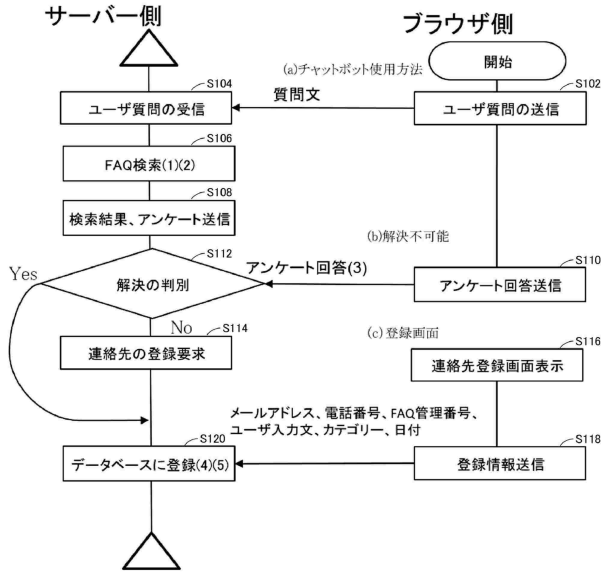 サーバー側
ブラウザ側
開始
(a)チャットボット使用方法
S104
S102
ユーザ質問の受信
質問文
ユーザ質問の送信
S106
FAQ検索(1)(2)
S108
検索結果、アンケート送信
(b)解決不可能
S112
S110
Yes
解決の判別
アンケート回答(3)
アンケート回答送信
No
S114
(c)登録画面
S116
連絡先の登録要求
連絡先登録画面表示
メールアドレス、電話番号、FAQ管理番号、
ユーザ入力文、カテゴリー、日付
S120
S118
データベースに登録(4)(5)
登録情報送信